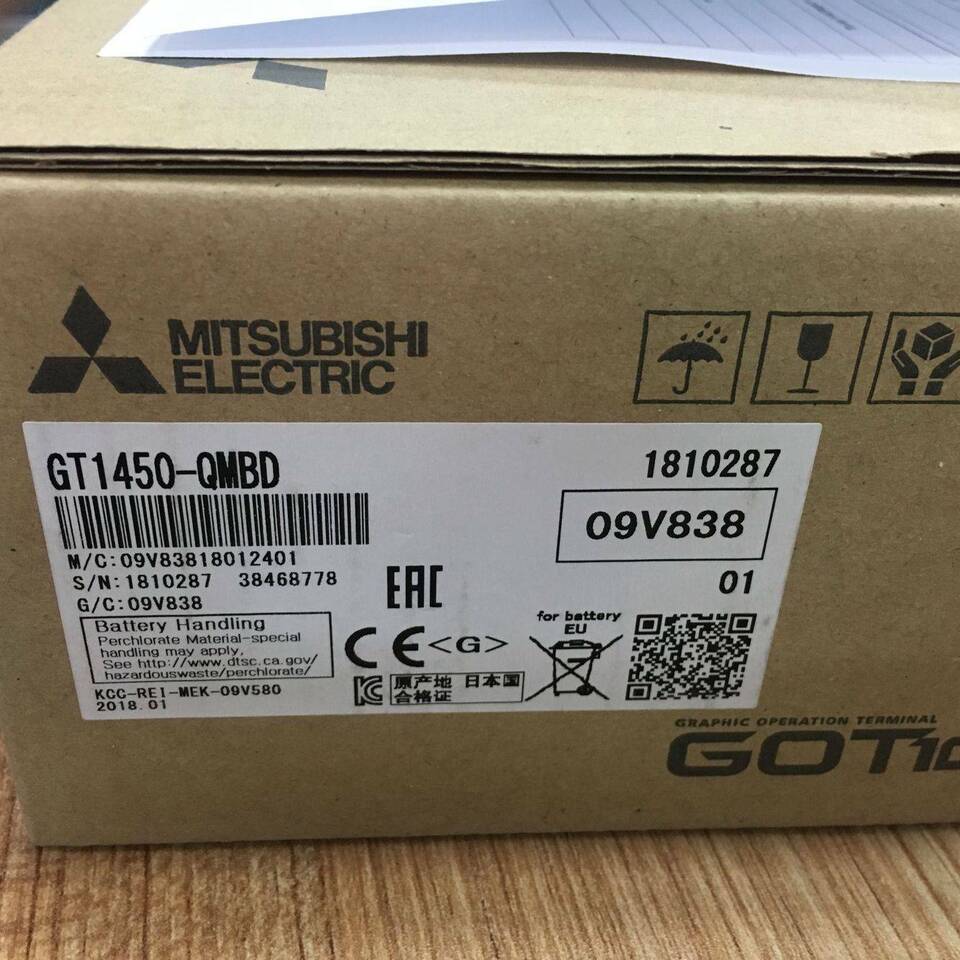 MITSUBISHI
ELECTRIC
GT1450-QMBD
1810287
09V838
M/C:09V83818012401
S/N:1810287 38468778
01
G/C:09V838
EAC
Battery Handling
Perchlorate Material-special
handling may apply,
See http://www.dtsc.ca.gov/
hazardouswaste/perchlorate/
CE <G>
for battery
EU
KC
原产地 日本国
合格证
KCC-REI-MEK-09V580
2018.01
GRAPHIC OPERATION TERMINAL
GOT10